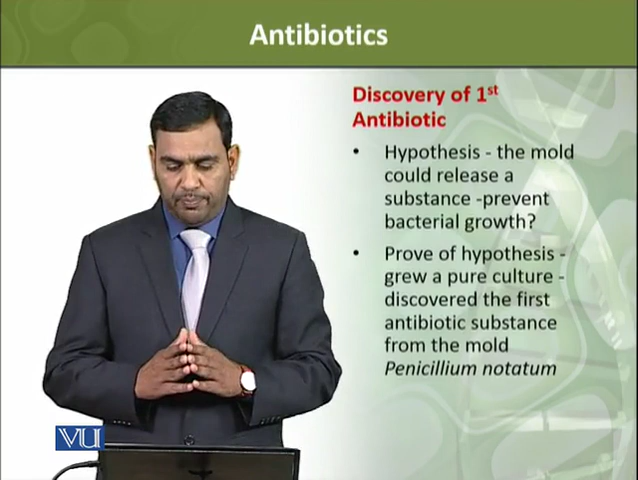 Antibiotics
Discovery of 1st
Antibiotic
• Hypothesis - the mold
could release a
substance -prevent
bacterial growth?
• Prove of hypothesis -
grew a pure culture -
discovered the first
antibiotic substance
from the mold
Penicillium notatum
VU